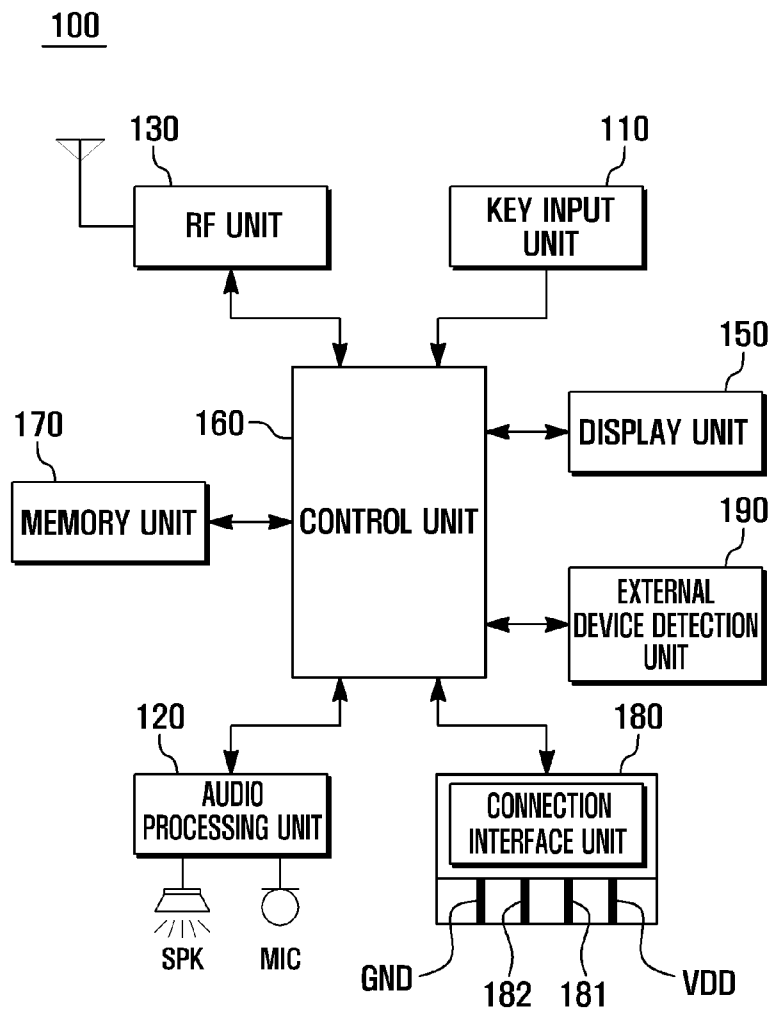 100
130
110
RF UNIT
KEY INPUT
UNIT
150
DISPLAY UNIT
170
160
MEMORY UNIT
CONTROL UNIT
190
EXTERNAL
DEVICE DETECTION
UNIT
120
180
AUDIO
PROCESSING UNIT
CONNECTION
INTERFACE UNIT
SPK
MIC
GND
182
181
VDD